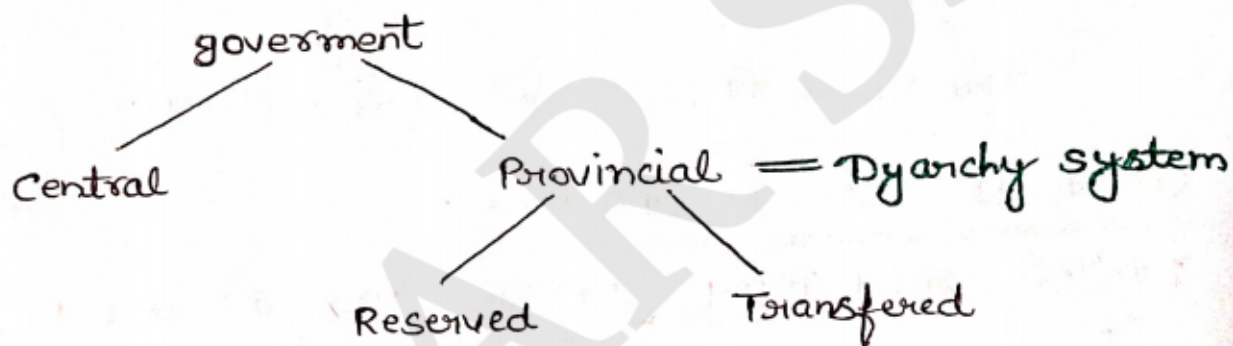 goverment
Central
Provincial = Dyarchy system
Reserved
Transfered